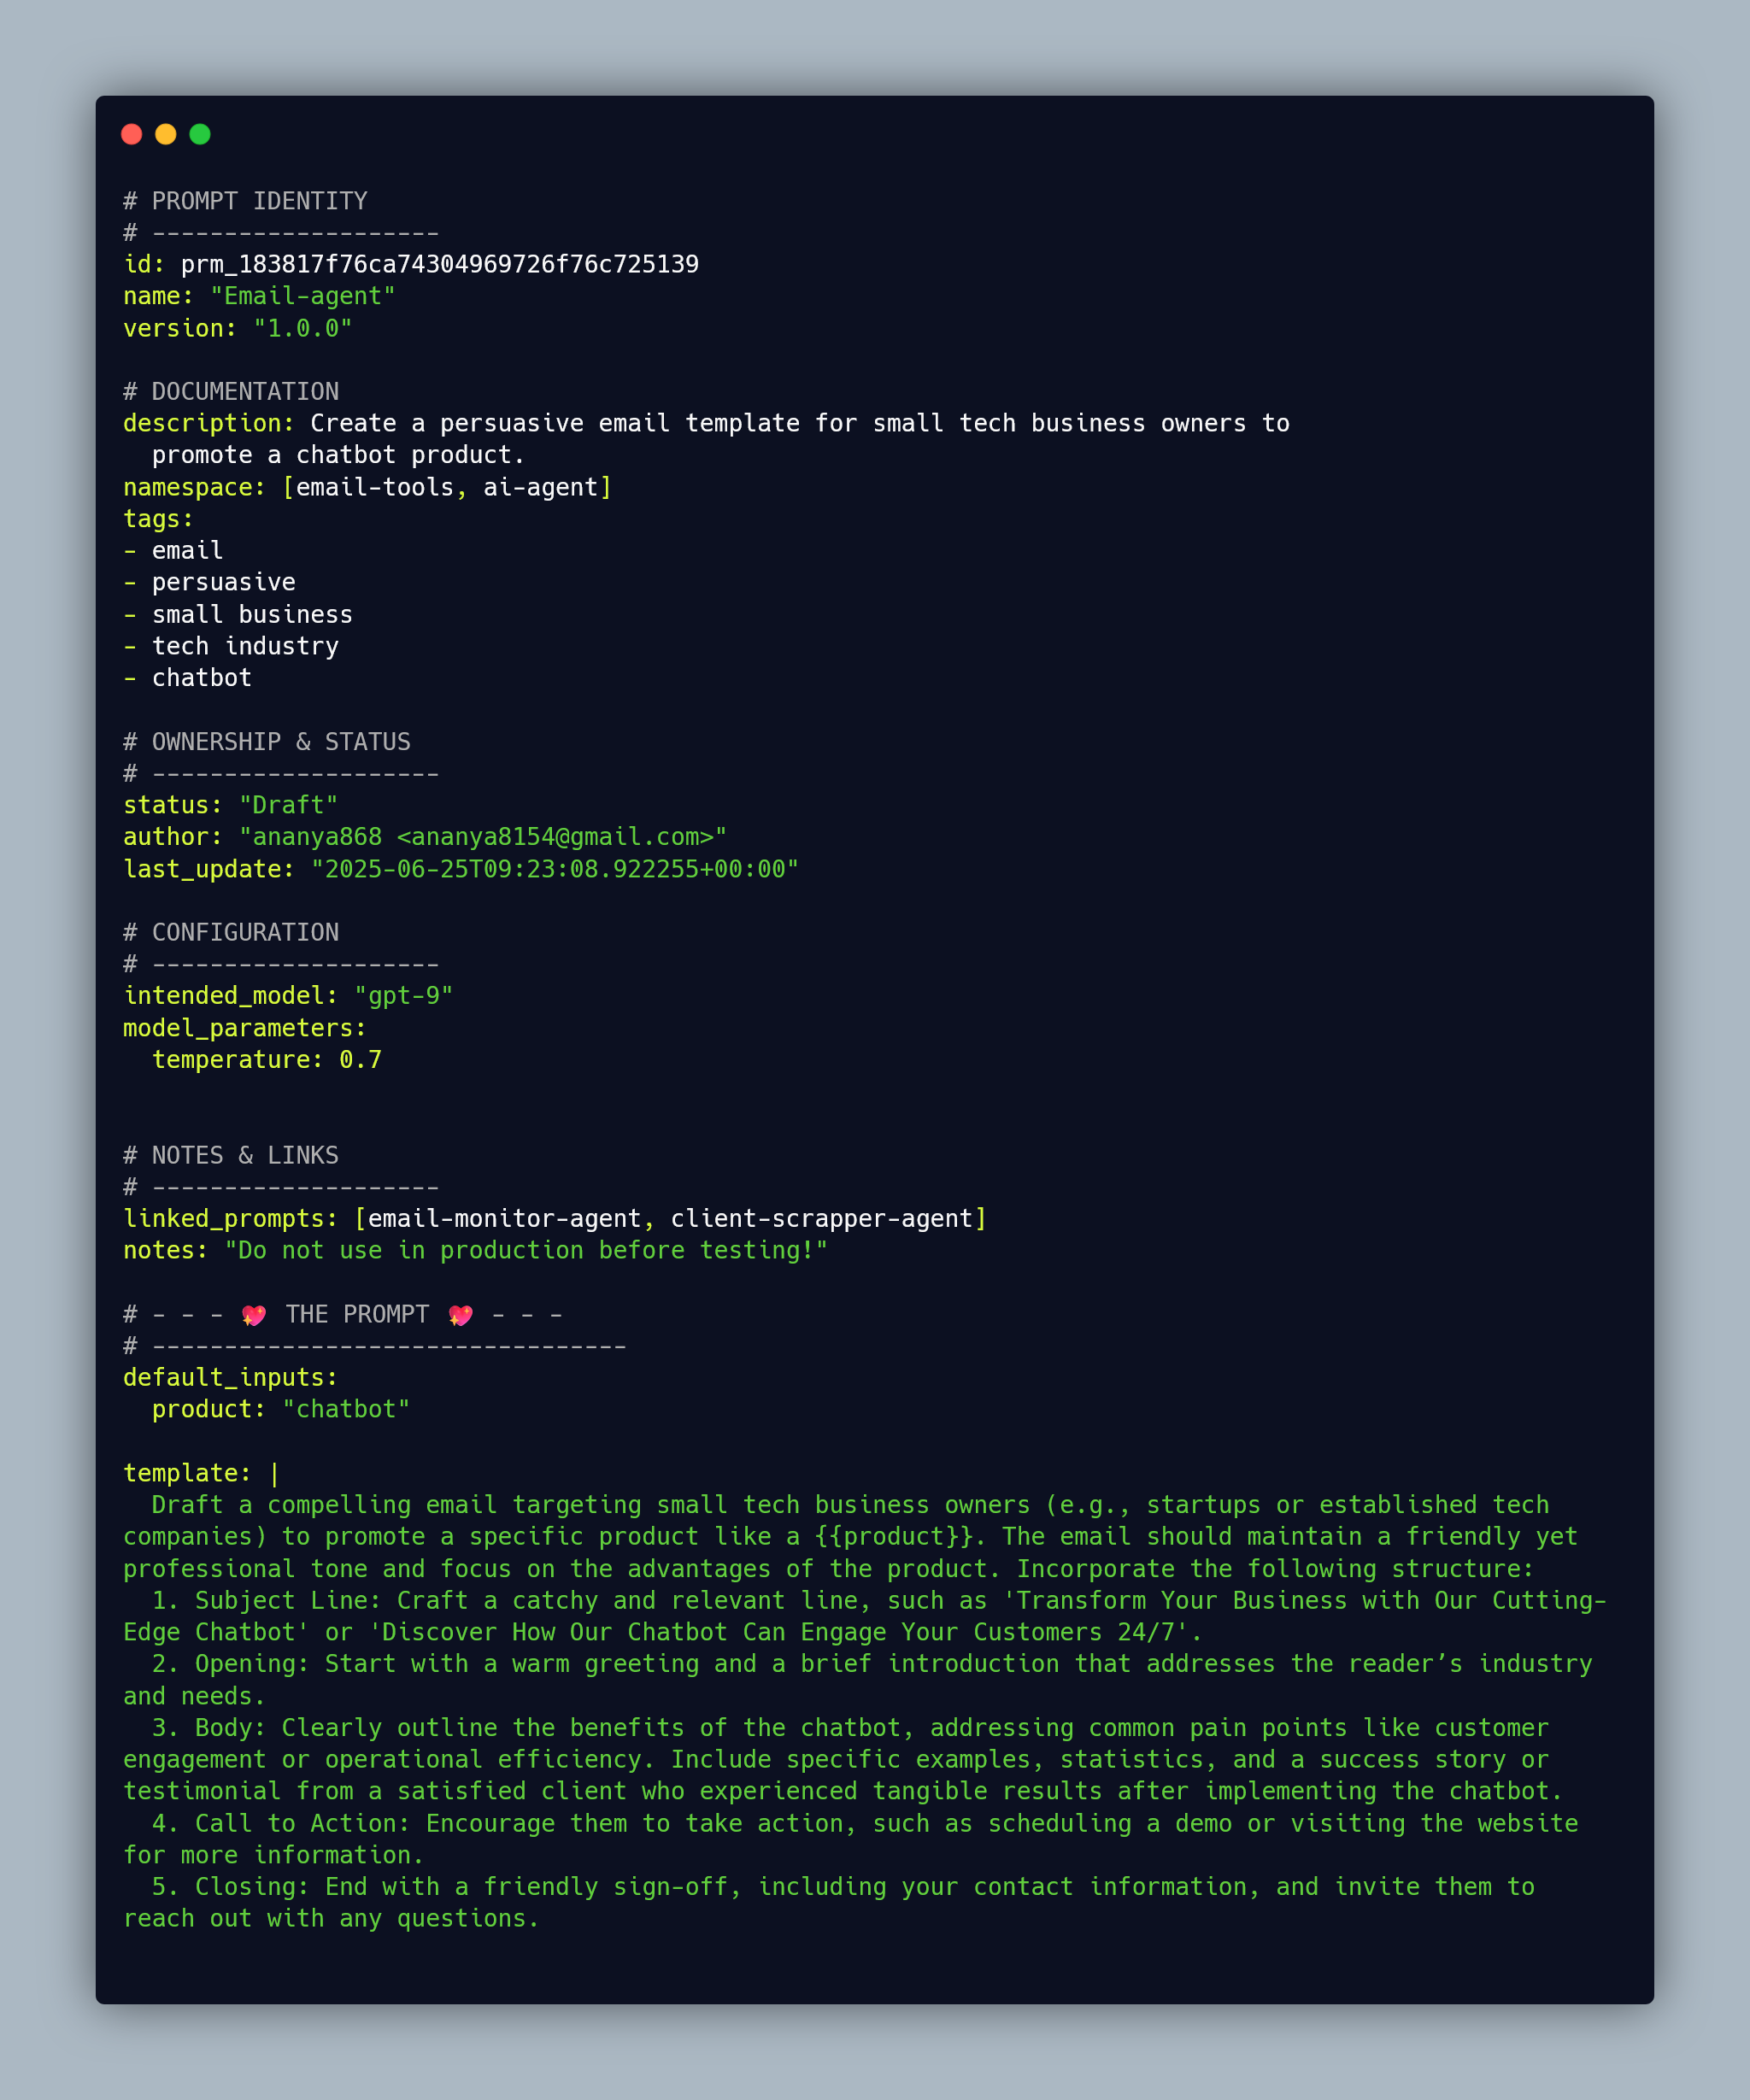 # PROMPT IDENTITY
# --------------------
id: prm_183817f76ca74304969726f76c725139
name: "Email-agent"
version: "1.0.0"

# DOCUMENTATION
description: Create a persuasive email template for small tech business owners to
  promote a chatbot product.
namespace: [email-tools, ai-agent]
tags:
- email
- persuasive
- small business
- tech industry
- chatbot

# OWNERSHIP & STATUS
# --------------------
status: "Draft"
author: "ananya868 <ananya8154@gmail.com>"
last_update: "2025-06-25T09:23:08.922255+00:00"

# CONFIGURATION
# --------------------
intended_model: "gpt-9"
model_parameters:
  temperature: 0.7

# NOTES & LINKS
# --------------------
linked_prompts: [email-monitor-agent, client-scrapper-agent]
notes: "Do not use in production before testing!"

# - - - 💖 THE PROMPT 💖 - - -
# ---------------------------------
default_inputs:
  product: "chatbot"

template: |
  Draft a compelling email targeting small tech business owners (e.g., startups or established tech
companies) to promote a specific product like a {{product}}. The email should maintain a friendly yet
professional tone and focus on the advantages of the product. Incorporate the following structure:
  1. Subject Line: Craft a catchy and relevant line, such as 'Transform Your Business with Our Cutting-
Edge Chatbot' or 'Discover How Our Chatbot Can Engage Your Customers 24/7'.
  2. Opening: Start with a warm greeting and a brief introduction that addresses the reader’s industry
and needs.
  3. Body: Clearly outline the benefits of the chatbot, addressing common pain points like customer
engagement or operational efficiency. Include specific examples, statistics, and a success story or
testimonial from a satisfied client who experienced tangible results after implementing the chatbot.
  4. Call to Action: Encourage them to take action, such as scheduling a demo or visiting the website
for more information.
  5. Closing: End with a friendly sign-off, including your contact information, and invite them to
reach out with any questions.